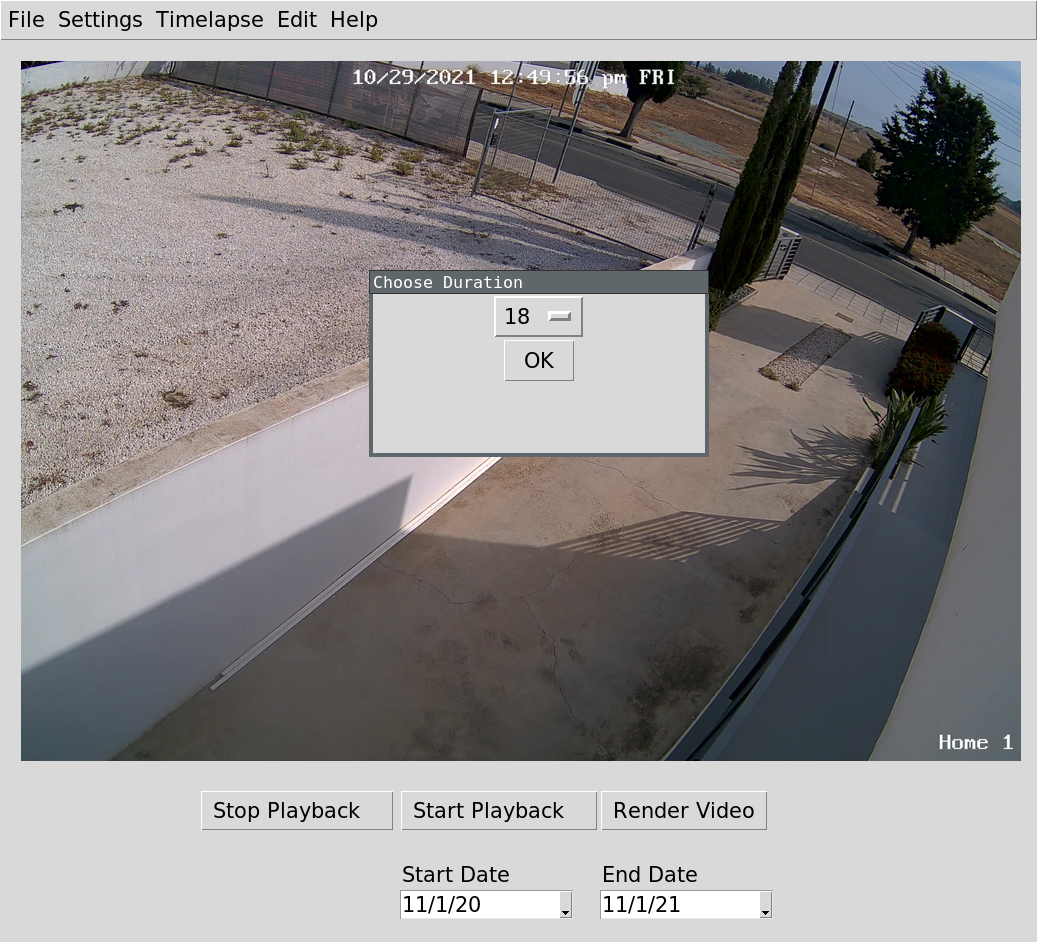 File Settings Timelapse Edit Help
10/29/2021 12:49:56 pm FRI
Choose Duration
18
OK
Home 1
Stop Playback Start Playback Render Video
Start Date End Date
11/1/20 11/1/21